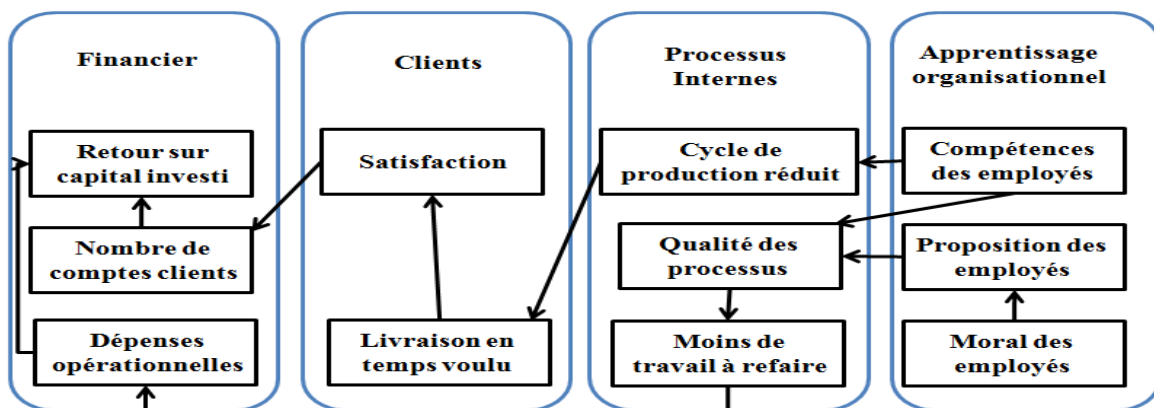 Financier
Retour sur
capital investi
Nombre de
comptes clients
Dépenses
opérationnelles
Clients
Satisfaction
Livraison en
temps voulu
Processus
Internes
Cycle de
production réduit
Qualité des
processus
Moins de
travail à refaire
Apprentissage
organisationnel
Compétences
des employés
Proposition des
employés
Moral des
employés